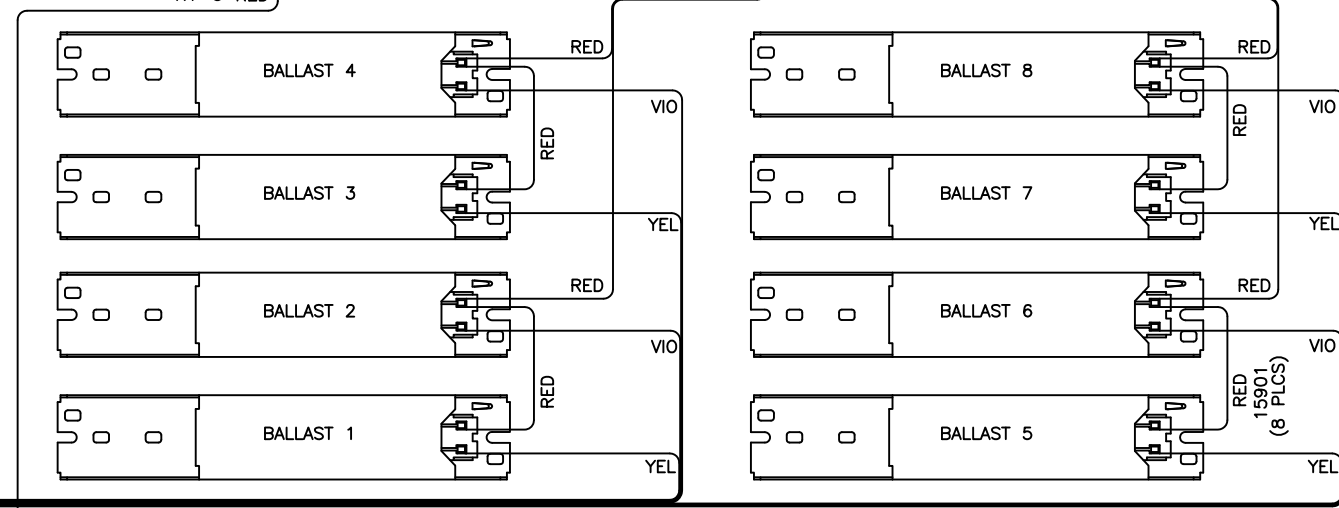 RED
BALLAST 4
RED
VIO
RED
BALLAST 3
YEL
BALLAST 2
RED
VIO
RED
BALLAST 1
YEL
BALLAST 8
RED
VIO
RED
BALLAST 7
YEL
BALLAST 6
RED
VIO
RED
15901
(8 PLCS)
BALLAST 5
YEL